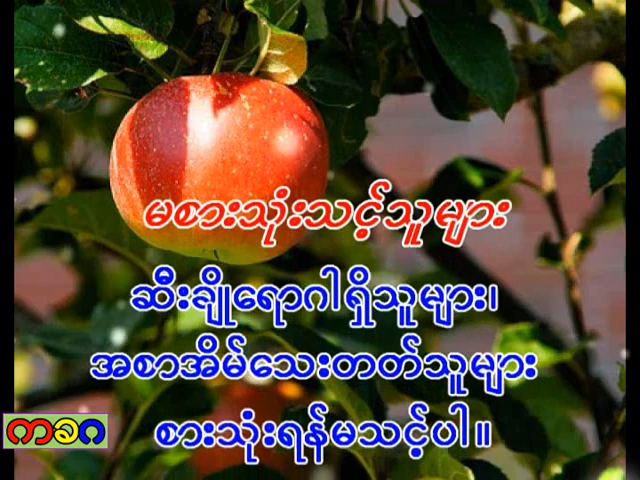 မစားသုံးသင့်သူများ
ဆီးချိုရောဂါရှိသူများ၊
အစာအိမ်သေးတတ်သူများ
စားသုံးရန်မသင့်ပါ။
ကခဂ